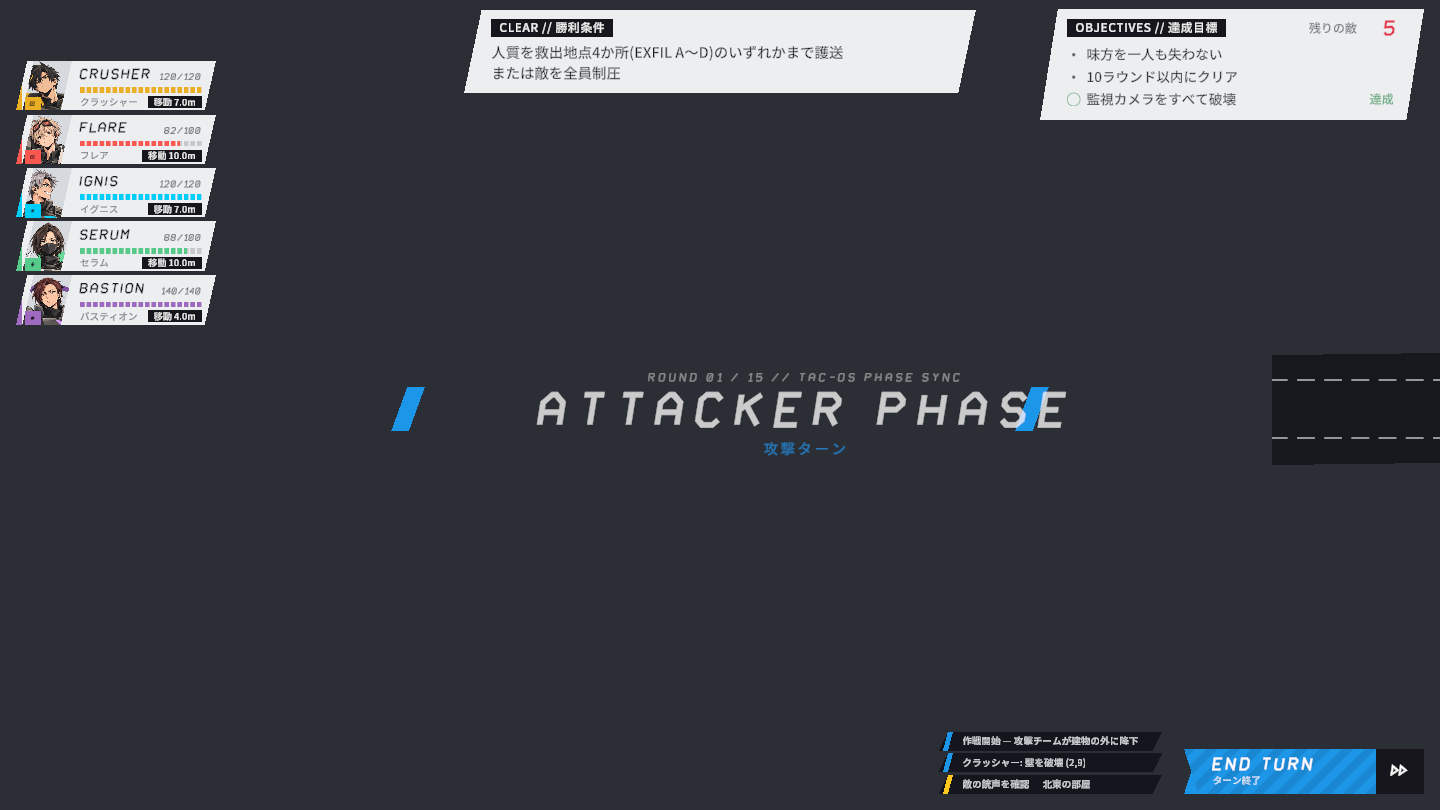 CLEAR // 勝利条件
人質を救出地点4か所(EXFIL A〜D)のいずれかまで護送
または敵を全員制圧
OBJECTIVES // 達成目標
残りの敵 5
・ 味方を一人も失わない
・ 10ラウンド以内にクリア
◯ 監視カメラをすべて破壊 達成
CRUSHER 120/120
クラッシャー 移動 7.0m
FLARE 82/100
フレア 移動 10.0m
IGNIS 120/120
イグニス 移動 7.0m
SERUM 88/100
セラム 移動 10.0m
BASTION 140/140
バスティオン 移動 4.0m
ROUND 01 / 15 // TAC-OS PHASE SYNC
ATTACKER PHASE
攻撃ターン
作戦開始 — 攻撃チームが建物の外に降下
クラッシャー: 壁を破壊 (2,9)
敵の銃声を確認 北東の部屋
END TURN
ターン終了